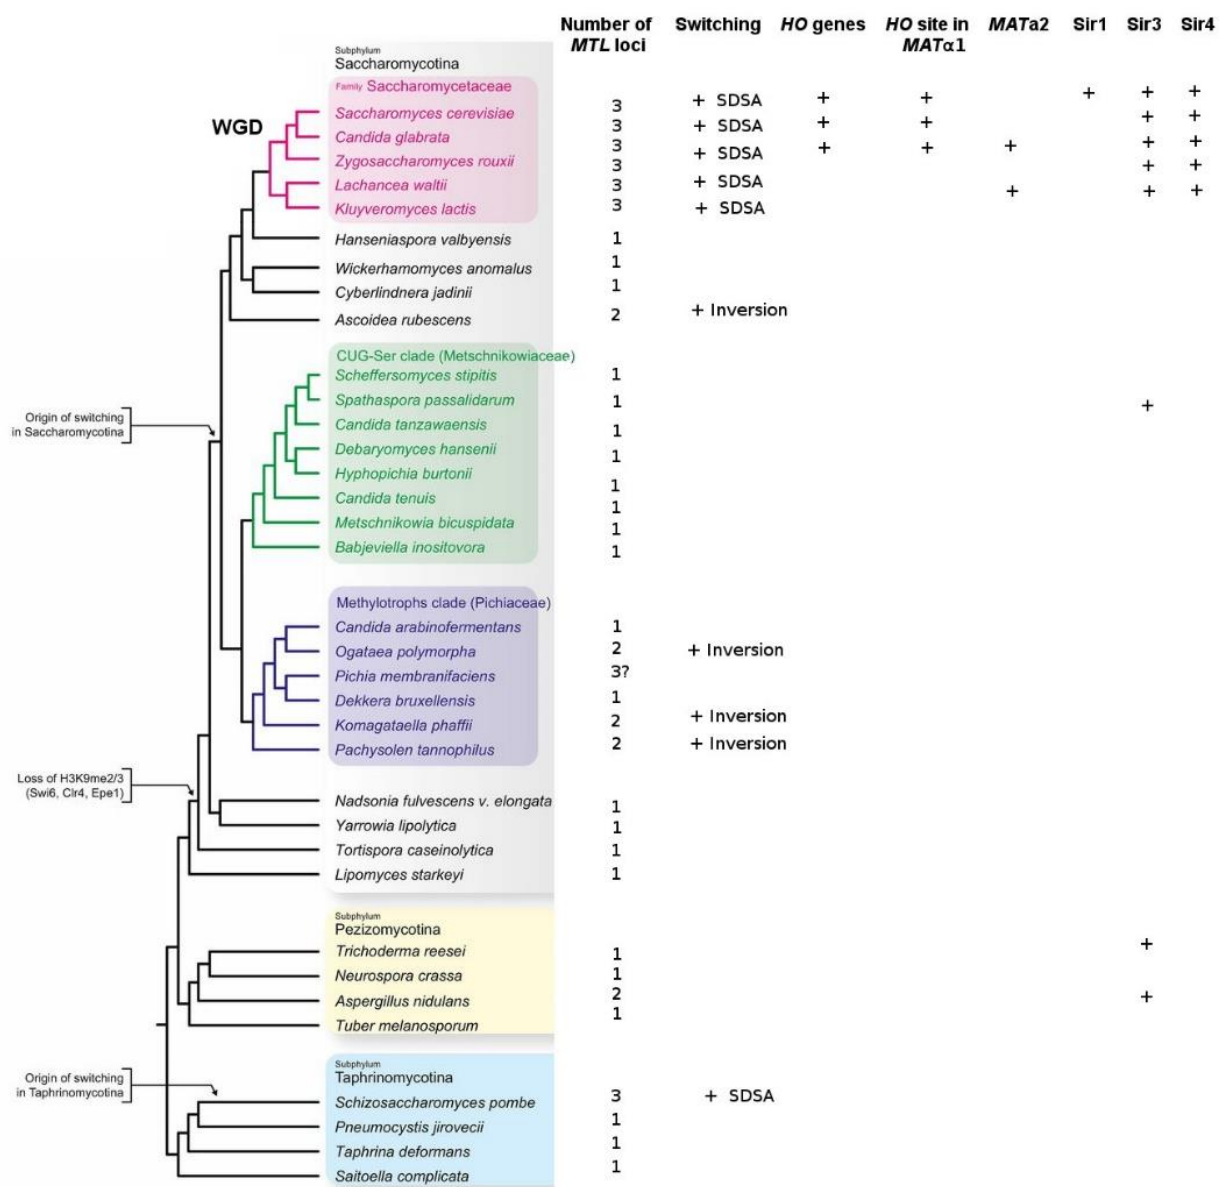 Number of MTL loci Switching HO genes HO site in MATα1 MATa2 Sir1 Sir3 Sir4
Subphylum
Saccharomycotina
Family Saccharomycetaceae
3 + SDSA + + + + +
WGD
Saccharomyces cerevisiae
3 + SDSA + + + +
Candida glabrata
3 + SDSA + + + + +
Zygosaccharomyces rouxii
3 + SDSA + +
Lachancea waltii
3 + SDSA + + +
Kluyveromyces lactis
3
Hanseniaspora valbyensis 1
Wickerhamomyces anomalus 1
Cyberlindnera jadinii 1
Ascoidea rubescens 2 + Inversion
CUG-Ser clade (Metschnikowiaceae)
Scheffersomyces stipitis 1
Spathaspora passalidarum 1 +
Origin of switching
in Saccharomycotina
Candida tanzawaensis 1
Debaryomyces hansenii 1
Hyphopichia burtonii 1
Candida tenuis 1
Metschnikowia bicuspidata 1
Babjeviella inositovora 1
Methylotrophs clade (Pichiaceae)
Candida arabinofermentans 1
Ogataea polymorpha 2 + Inversion
Pichia membranifaciens 3?
Dekkera bruxellensis 1
Komagataella phaffii 2 + Inversion
Pachysolen tannophilus 2 + Inversion
Loss of H3K9me2/3
(Swi6, Clr4, Epe1)
Nadsonia fulvescens v. elongata 1
Yarrowia lipolytica 1
Tortispora caseinolytica 1
Lipomyces starkeyi 1
Subphylum
Pezizomycotina
Trichoderma reesei 1 +
Neurospora crassa 1
Aspergillus nidulans 2 +
Tuber melanosporum 1
Subphylum
Taphrinomycotina
Origin of switching
in Taphrinomycotina
Schizosaccharomyces pombe 3 + SDSA
Pneumocystis jirovecii 1
Taphrina deformans 1
Saitoella complicata 1